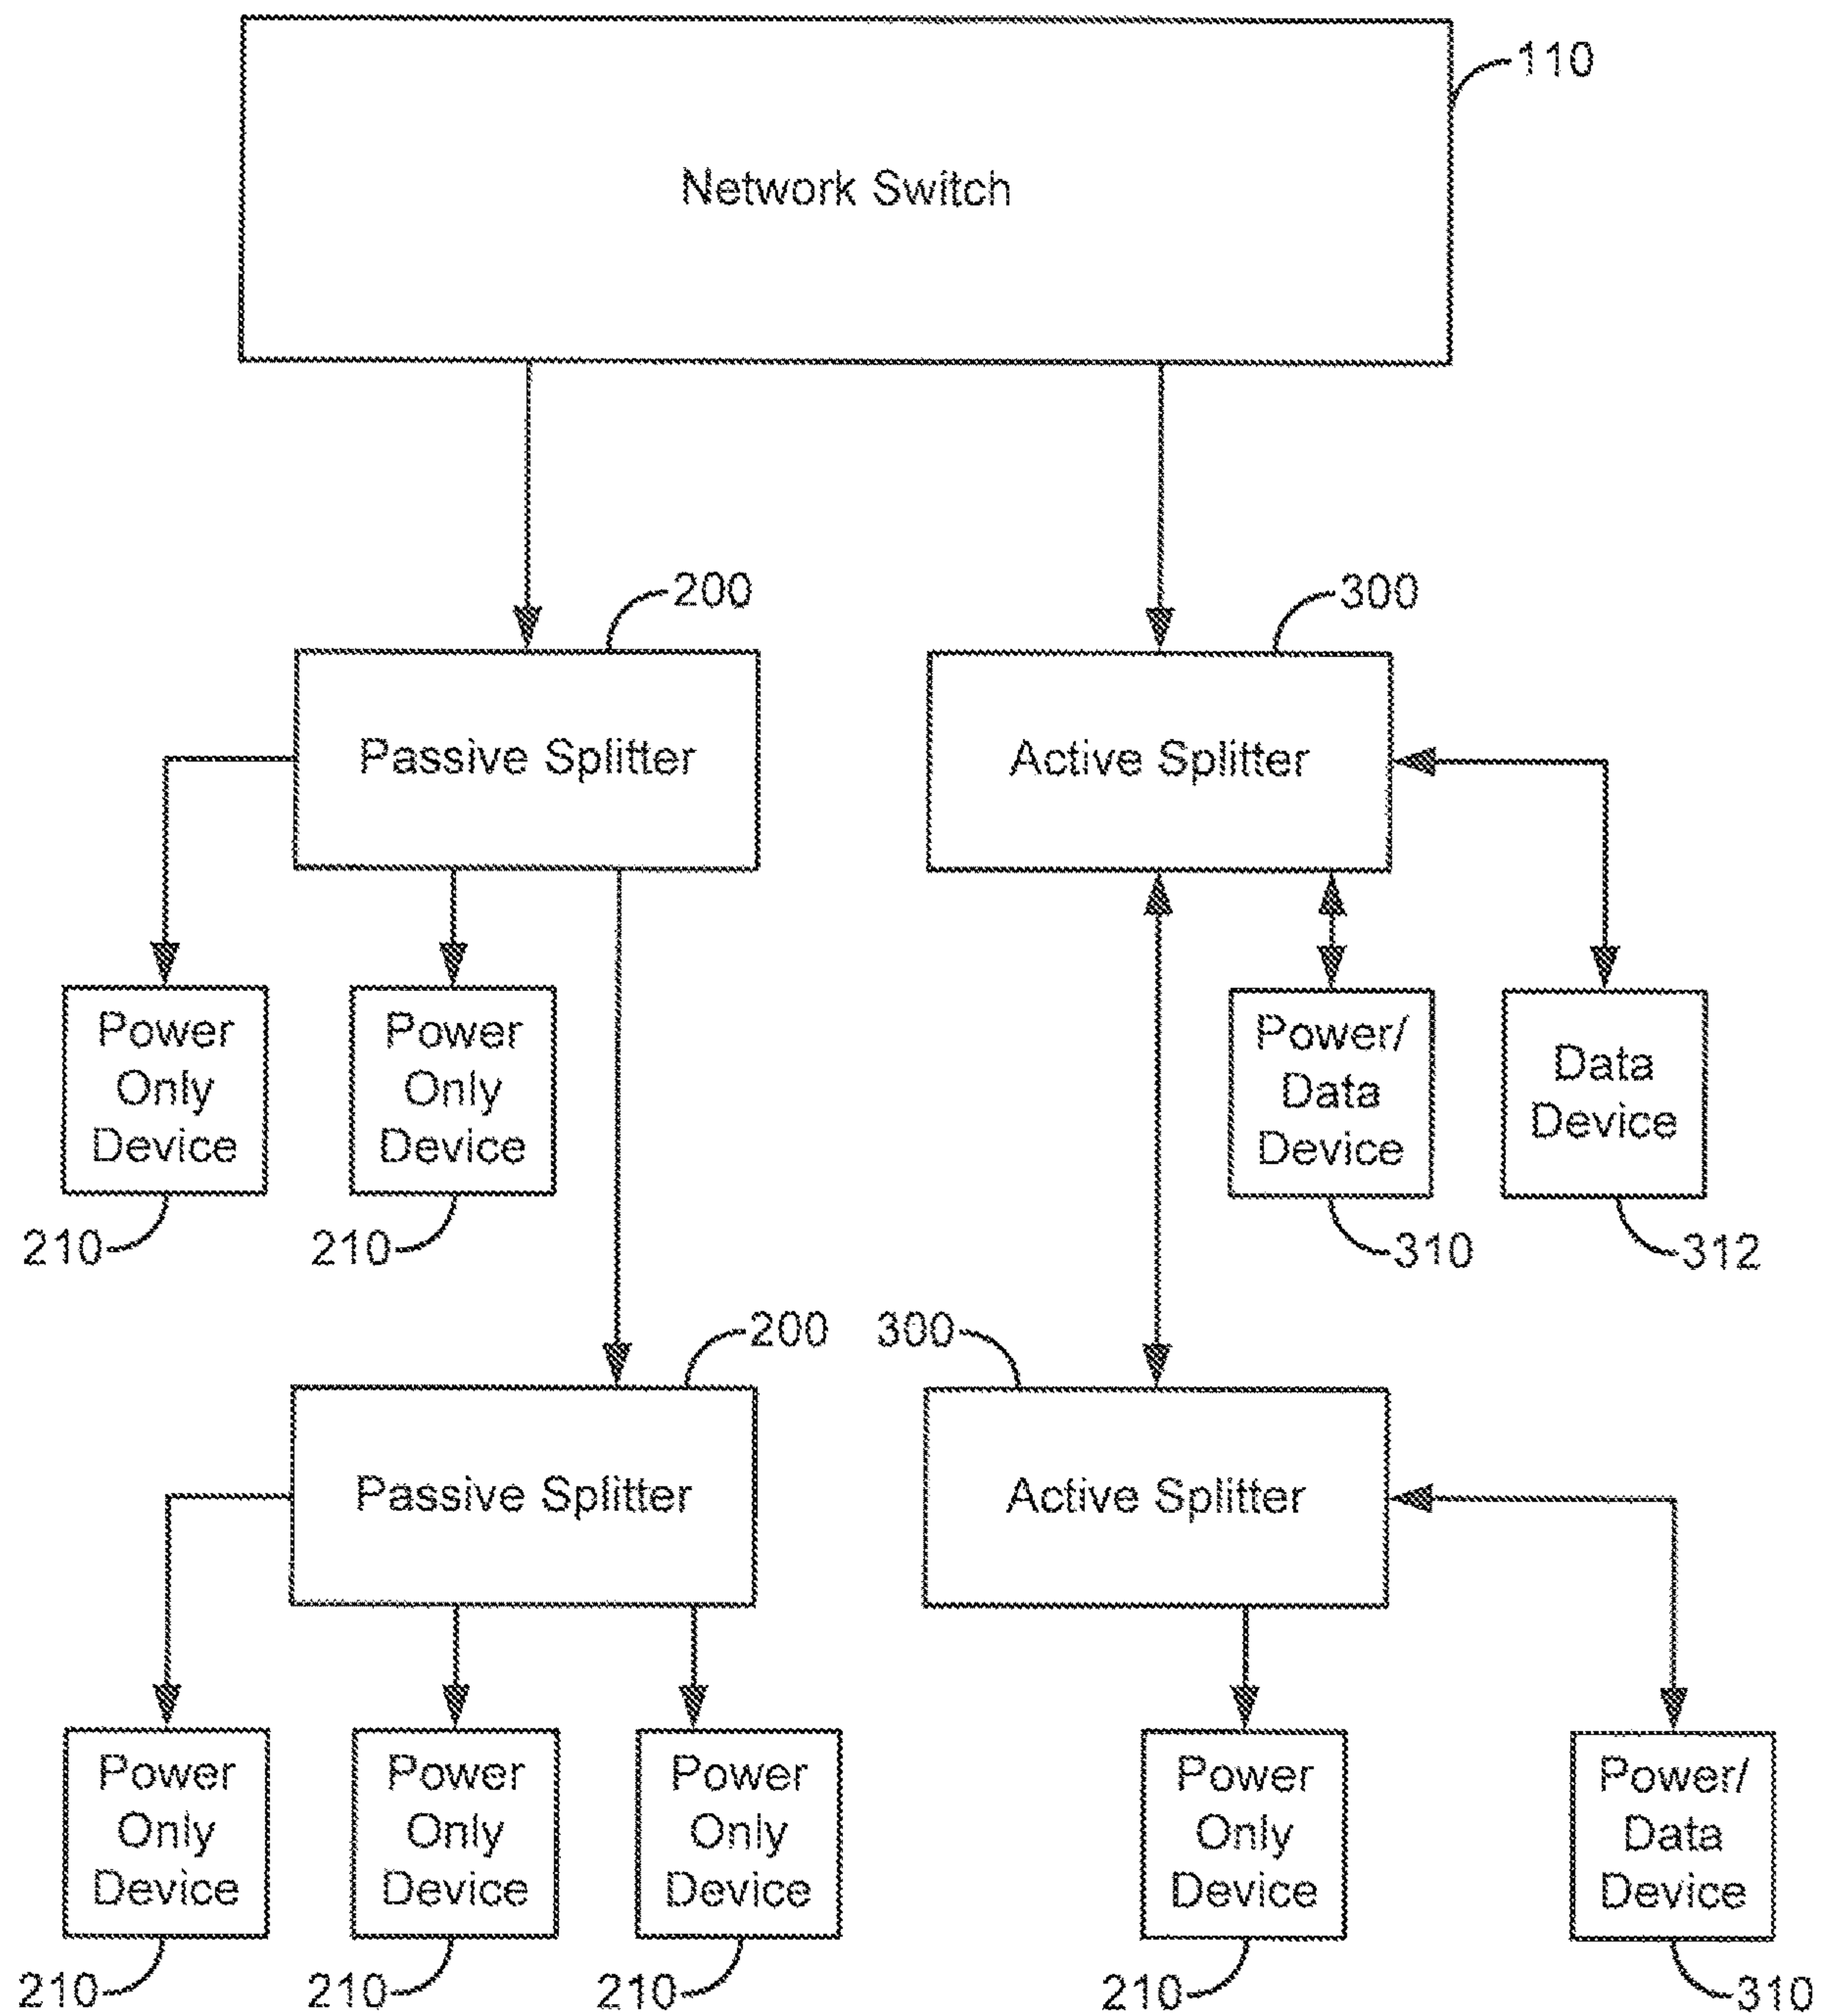 110
Network Switch
200
300
Passive Splitter
Active Splitter
Power
Only
Device
Power
Only
Device
Power/
Data
Device
Data
Device
210
210
310
312
200
300
Passive Splitter
Active Splitter
Power
Only
Device
Power
Only
Device
Power
Only
Device
Power
Only
Device
Power/
Data
Device
210
210
210
210
310